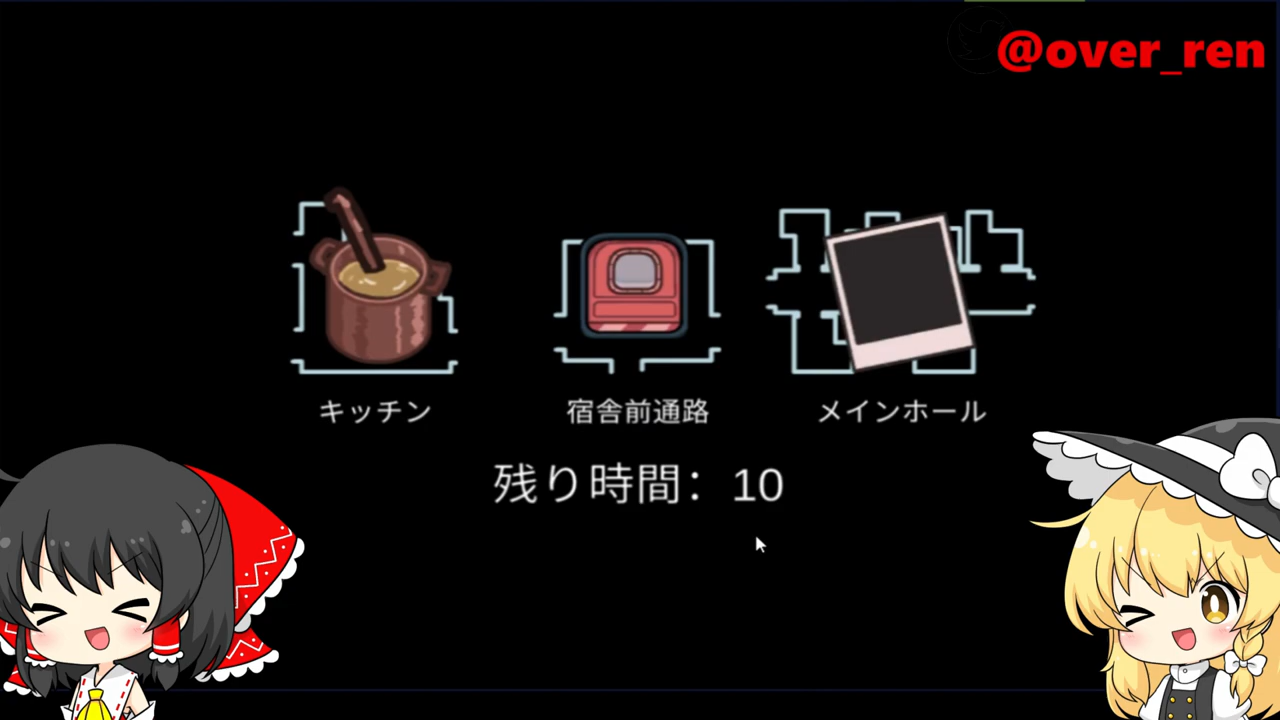 @over_ren
キッチン
宿舎前通路
メインホール
残り時間: 10